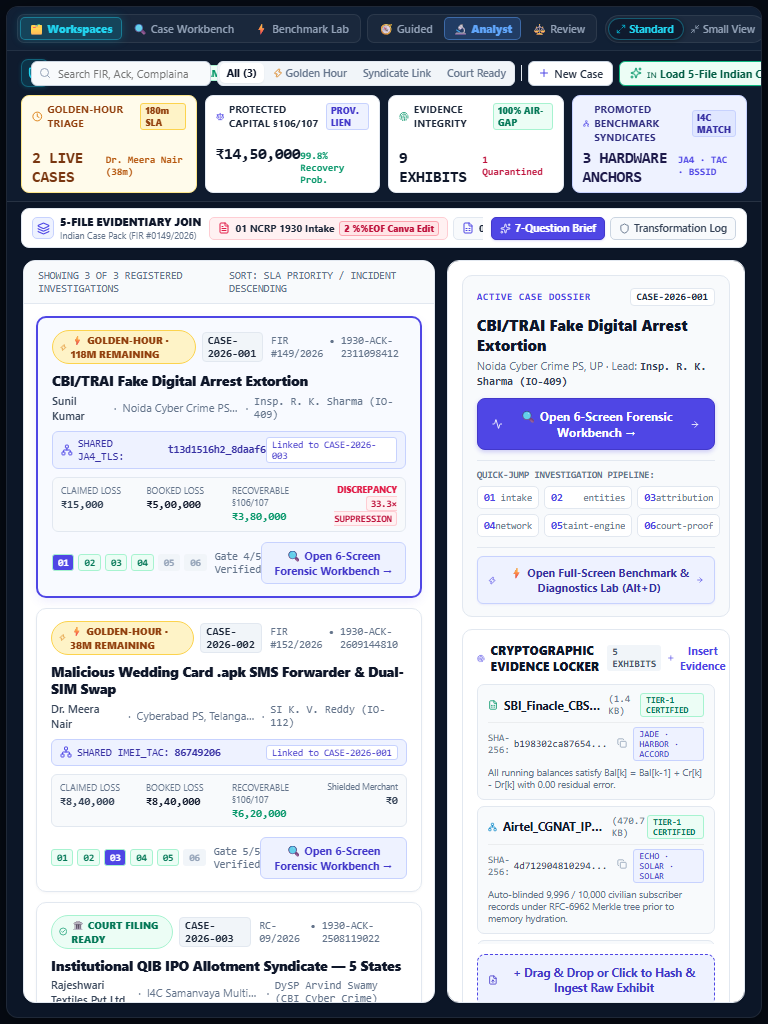 Workspaces
Case Workbench
Benchmark Lab
Guided
Analyst
Review
Standard
Small View
Search FIR, Ack, Complaina
All (3)
Golden Hour
Syndicate Link
Court Ready
+ New Case
IN Load 5-File Indian C
GOLDEN-HOUR TRIAGE
180m SLA
2 LIVE CASES
Dr. Meera Nair (38m)
PROTECTED CAPITAL §106/107
PROV. LIEN
₹14,50,000
99.8% Recovery Prob.
EVIDENCE INTEGRITY
100% AIR-GAP
9 EXHIBITS
1 Quarantined
PROMOTED BENCHMARK SYNDICATES
I4C MATCH
3 HARDWARE ANCHORS
JA4 · TAC · BSSID
5-FILE EVIDENTIARY JOIN
Indian Case Pack (FIR #0149/2026)
01 NCRP 1930 Intake
2 %%EOF Canva Edit
7-Question Brief
Transformation Log
SHOWING 3 OF 3 REGISTERED INVESTIGATIONS
SORT: SLA PRIORITY / INCIDENT DESCENDING
GOLDEN-HOUR · 118M REMAINING
CASE-2026-001
FIR #149/2026
• 1930-ACK-2311098412
CBI/TRAI Fake Digital Arrest Extortion
Sunil Kumar
· Noida Cyber Crime PS...
· Insp. R. K. Sharma (IO-409)
SHARED JA4_TLS:
t13d1516h2_8daaf6
Linked to CASE-2026-003
CLAIMED LOSS
₹15,000
BOOKED LOSS
₹5,00,000
RECOVERABLE §106/107
₹3,80,000
DISCREPANCY
33.3× SUPPRESSION
01 02 03 04 05 06
Gate 4/5 Verified
Open 6-Screen Forensic Workbench →
GOLDEN-HOUR · 38M REMAINING
CASE-2026-002
FIR #152/2026
• 1930-ACK-2609144810
Malicious Wedding Card .apk SMS Forwarder & Dual-SIM Swap
Dr. Meera Nair
· Cyberabad PS, Telanga...
· SI K. V. Reddy (IO-112)
SHARED IMEI_TAC: 86749206
Linked to CASE-2026-001
CLAIMED LOSS
₹8,40,000
BOOKED LOSS
₹8,40,000
RECOVERABLE §106/107
₹6,20,000
Shielded Merchant
₹0
01 02 03 04 05 06
Gate 5/5 Verified
Open 6-Screen Forensic Workbench →
COURT FILING READY
CASE-2026-003
RC-09/2026
• 1930-ACK-2508119022
Institutional QIB IPO Allotment Syndicate — 5 States
Rajeshwari Textiles Pvt Ltd
· I4C Samanvaya Multi...
· DySP Arvind Swamy (CBI Cyber Crime)
ACTIVE CASE DOSSIER
CASE-2026-001
CBI/TRAI Fake Digital Arrest Extortion
Noida Cyber Crime PS, UP · Lead: Insp. R. K. Sharma (IO-409)
Open 6-Screen Forensic Workbench →
QUICK-JUMP INVESTIGATION PIPELINE:
01 intake
02 entities
03 attribution
04 network
05 taint-engine
06 court-proof
Open Full-Screen Benchmark & Diagnostics Lab (Alt+D)
CRYPTOGRAPHIC EVIDENCE LOCKER
5 EXHIBITS
+ Insert Evidence
SBI_Finacle_CBS...
(1.4 KB)
TIER-1 CERTIFIED
SHA-256:
b198302ca87654...
JADE · HARBOR · ACCORD
All running balances satisfy Bal[k] = Bal[k-1] + Cr[k] - Dr[k] with 0.00 residual error.
Airtel_CGNAT_IP...
(470.7 KB)
TIER-1 CERTIFIED
SHA-256:
4d712904810294...
ECHO · SOLAR · SOLAR
Auto-blinded 9,996 / 10,000 civilian subscriber records under RFC-6962 Merkle tree prior to memory hydration.
+ Drag & Drop or Click to Hash & Ingest Raw Exhibit